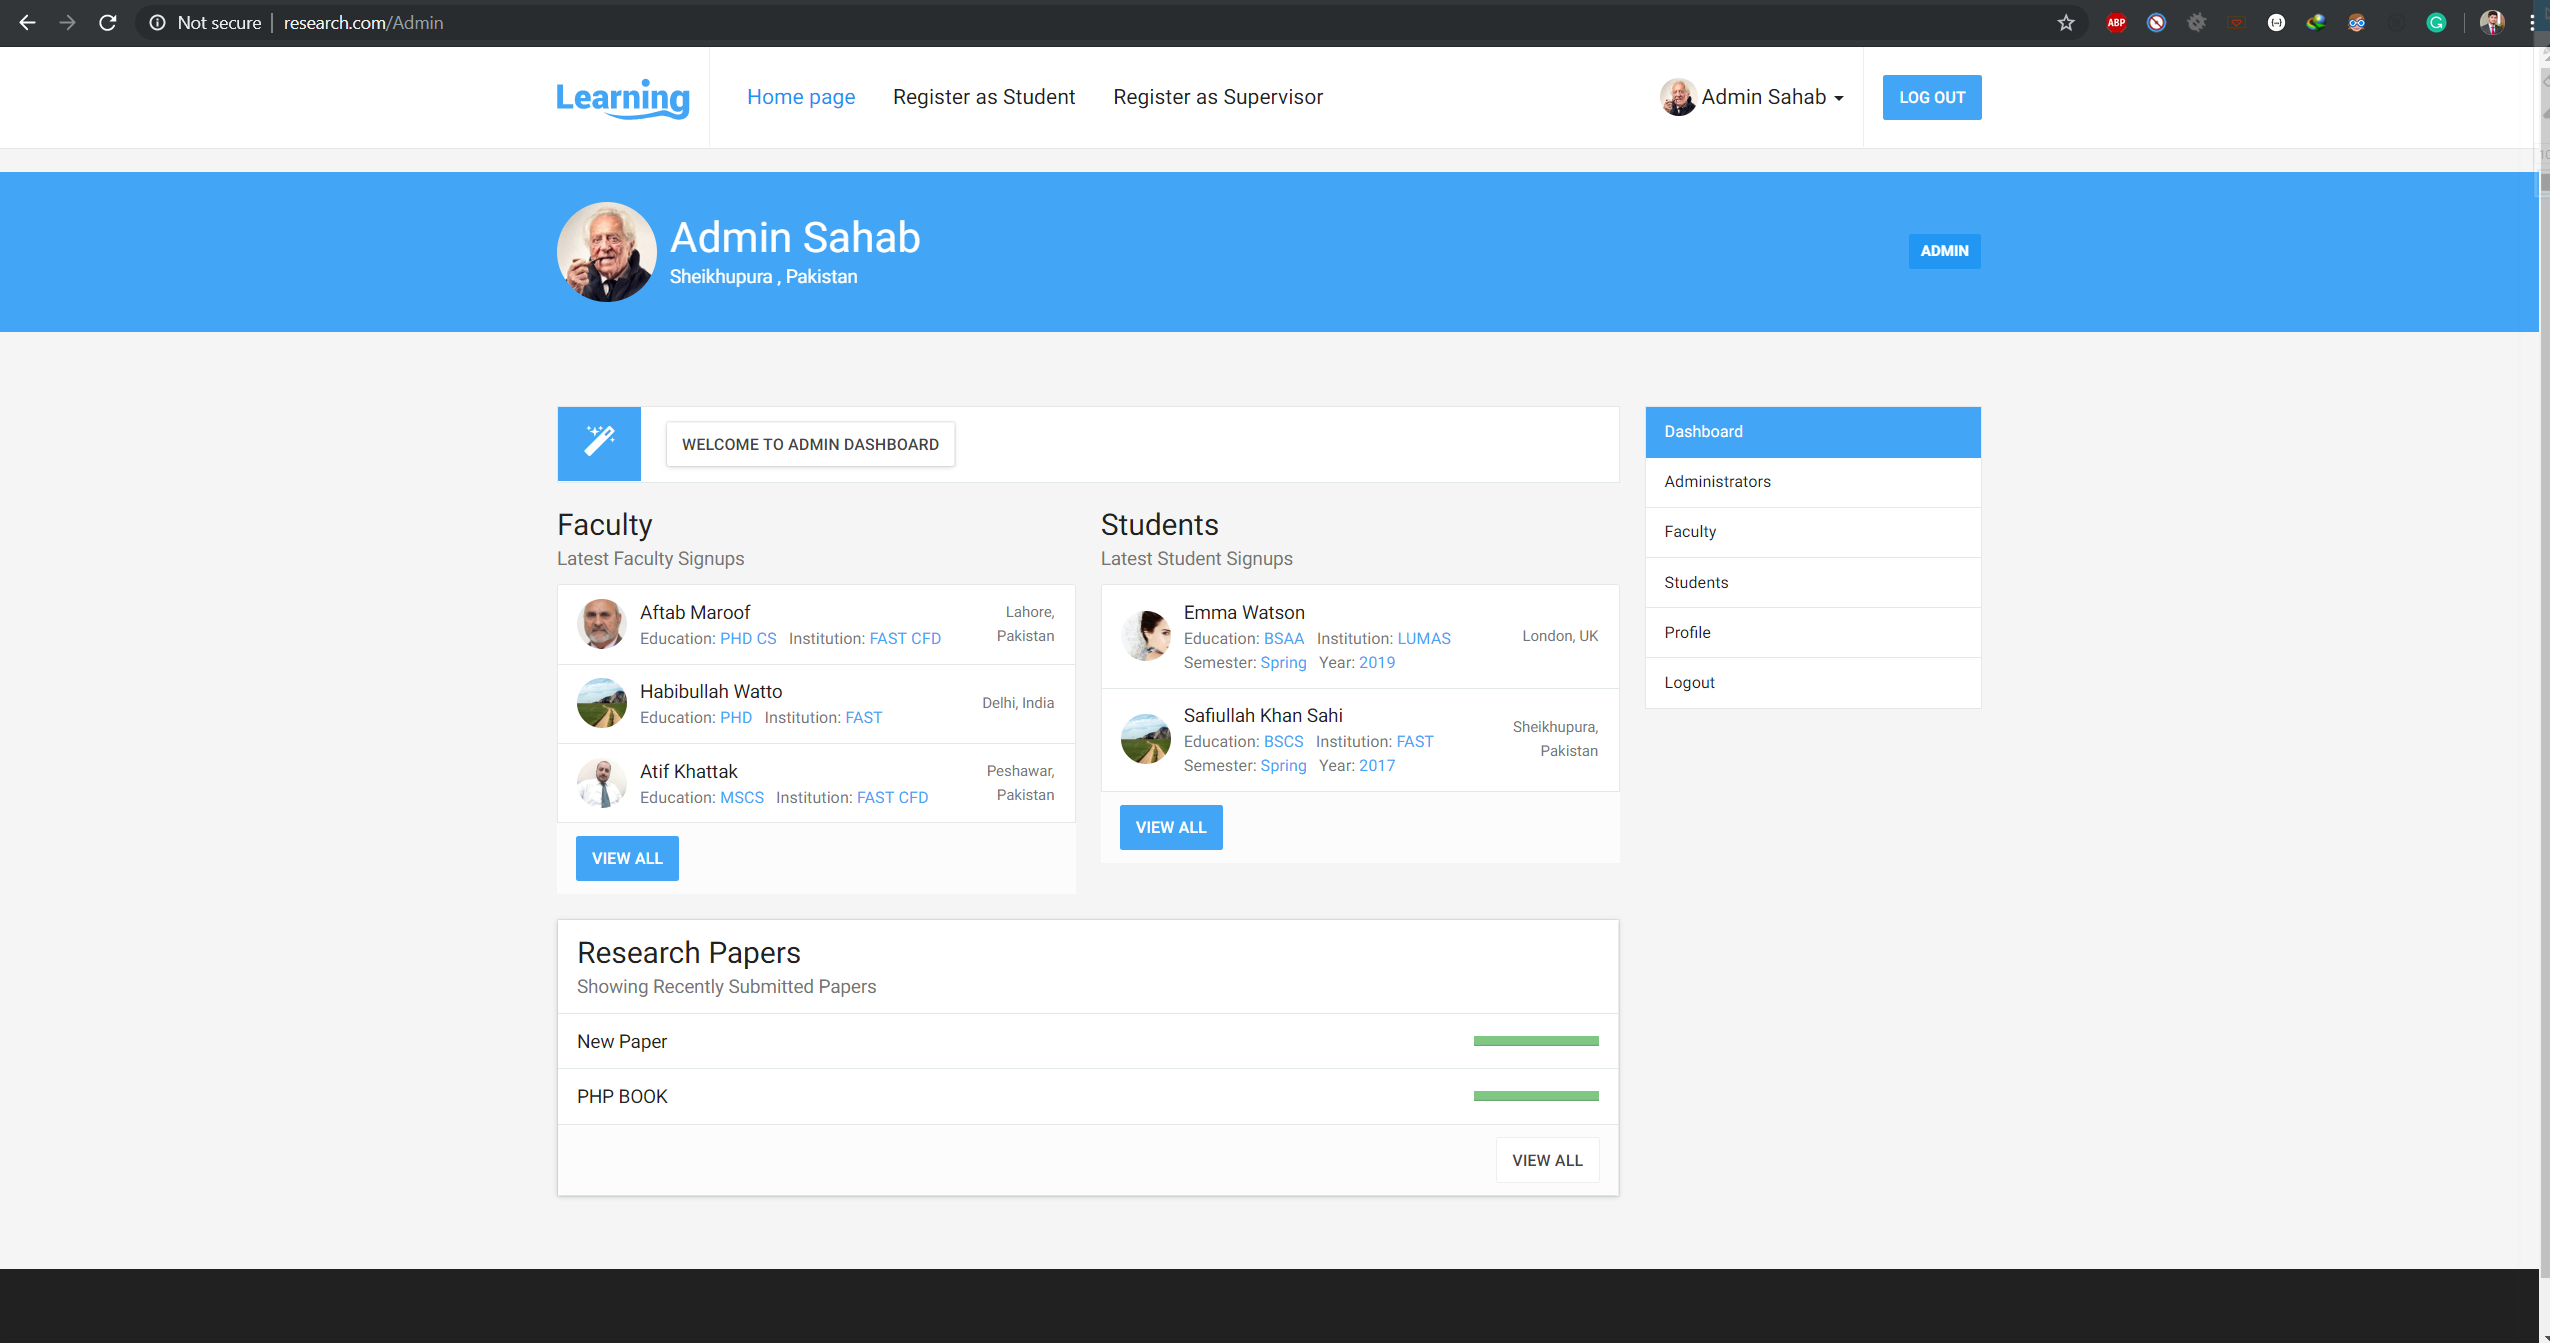 Not secure | research.com/Admin
ABP
Learning
Home page
Register as Student
Register as Supervisor
Admin Sahab
LOG OUT
Admin Sahab
Sheikhupura , Pakistan
ADMIN
WELCOME TO ADMIN DASHBOARD
Faculty
Latest Faculty Signups
Aftab Maroof
Education: PHD CS Institution: FAST CFD
Lahore,
Pakistan
Habibullah Watto
Education: PHD Institution: FAST
Delhi, India
Atif Khattak
Education: MSCS Institution: FAST CFD
Peshawar,
Pakistan
VIEW ALL
Students
Latest Student Signups
Emma Watson
Education: BSAA Institution: LUMAS
Semester: Spring Year: 2019
London, UK
Safiullah Khan Sahi
Education: BSCS Institution: FAST
Semester: Spring Year: 2017
Sheikhupura,
Pakistan
VIEW ALL
Dashboard
Administrators
Faculty
Students
Profile
Logout
Research Papers
Showing Recently Submitted Papers
New Paper
PHP BOOK
VIEW ALL